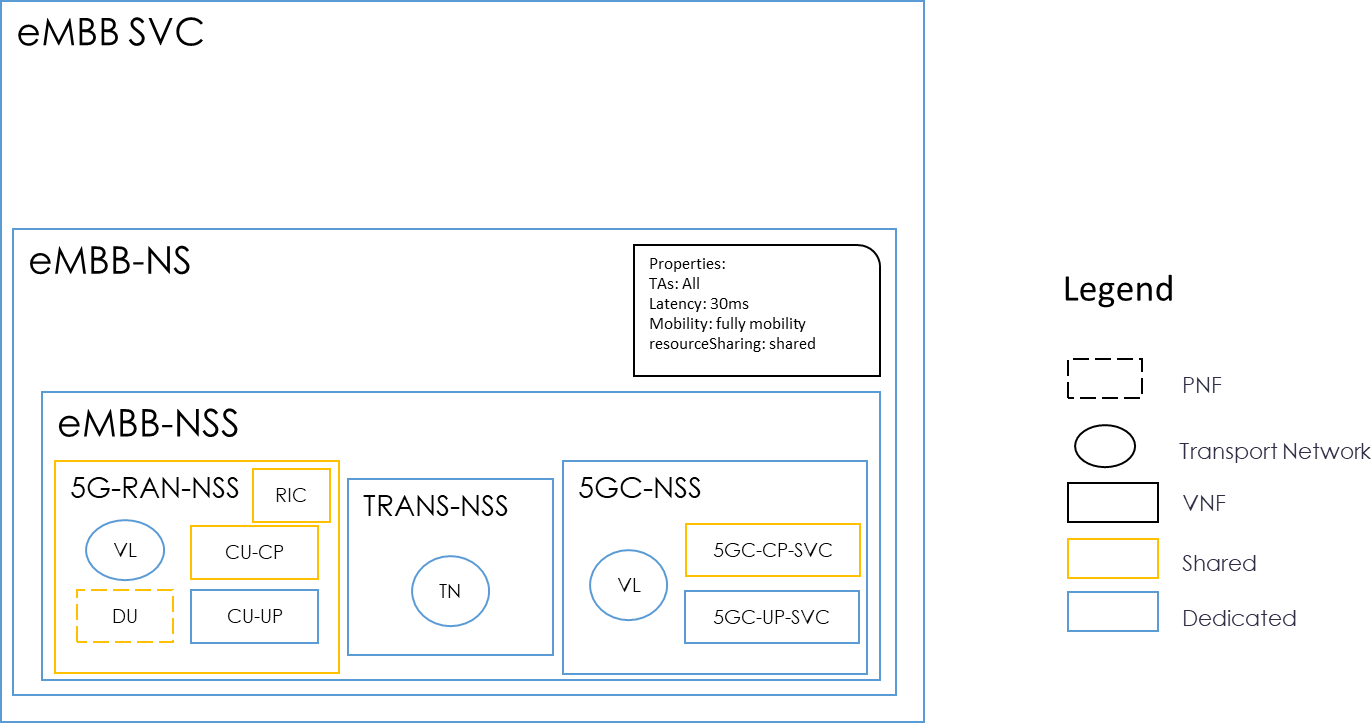 eMBB SVC
eMBB-NS
Properties:
TAs: All
Latency: 30ms
Mobility: fully mobility
resourceSharing: shared
eMBB-NSS
5G-RAN-NSS
RIC
VL
CU-CP
DU
CU-UP
TRANS-NSS
TN
5GC-NSS
VL
5GC-CP-SVC
5GC-UP-SVC
Legend
PNF
Transport Network
VNF
Shared
Dedicated